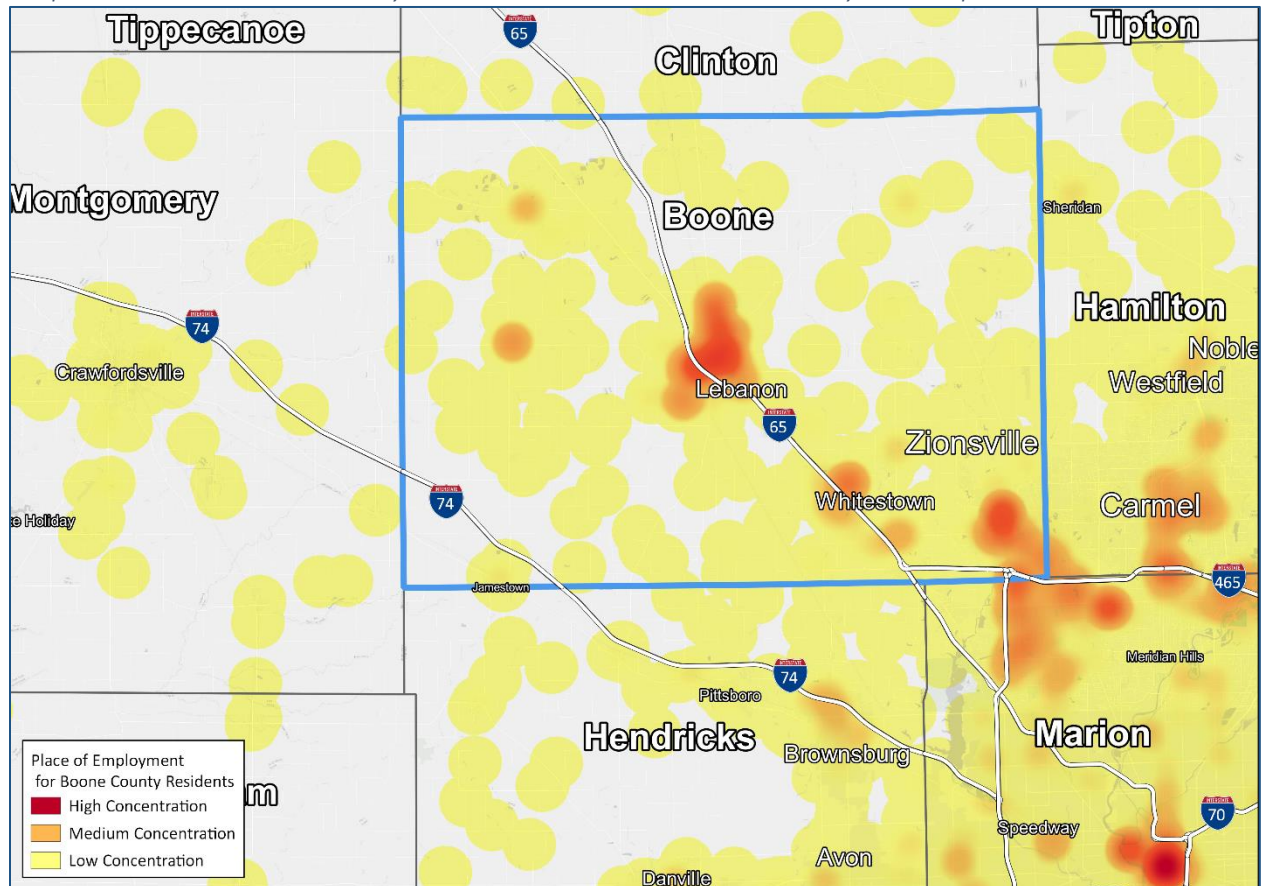 Tippecanoe
65
Clinton
Tipton
Montgomery
Boone
Sheridan
Hamilton
74
Noble
Crawfordsville
Westfield
Lebanon
65
Zionsville
74
Whitestown
Carmel
e Holiday
Jamestown
465
Meridian Hills
74
Pittsboro
Hendricks
Marion
Brownsburg
Place of Employment
for Boone County Residents
High Concentration
Medium Concentration
Low Concentration
m
70
Speedway
Avon
Danville